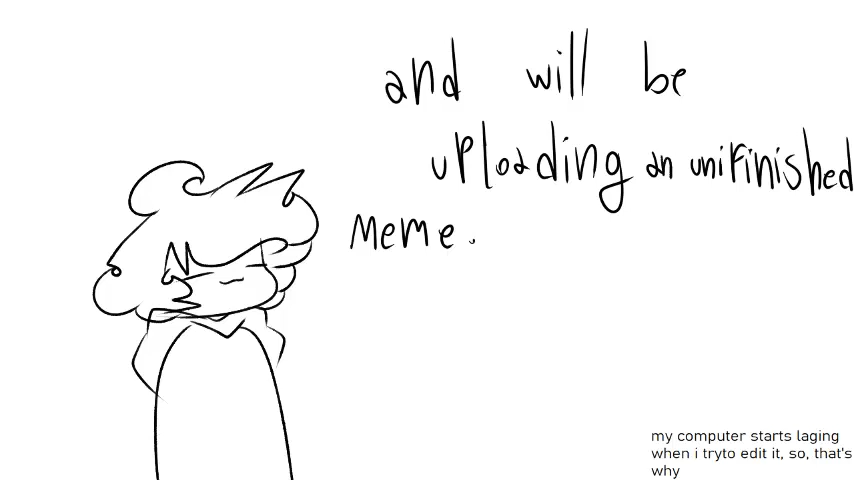 and will be
uploading an unifinished
meme.
my computer starts laging
when i tryto edit it, so, that's
why